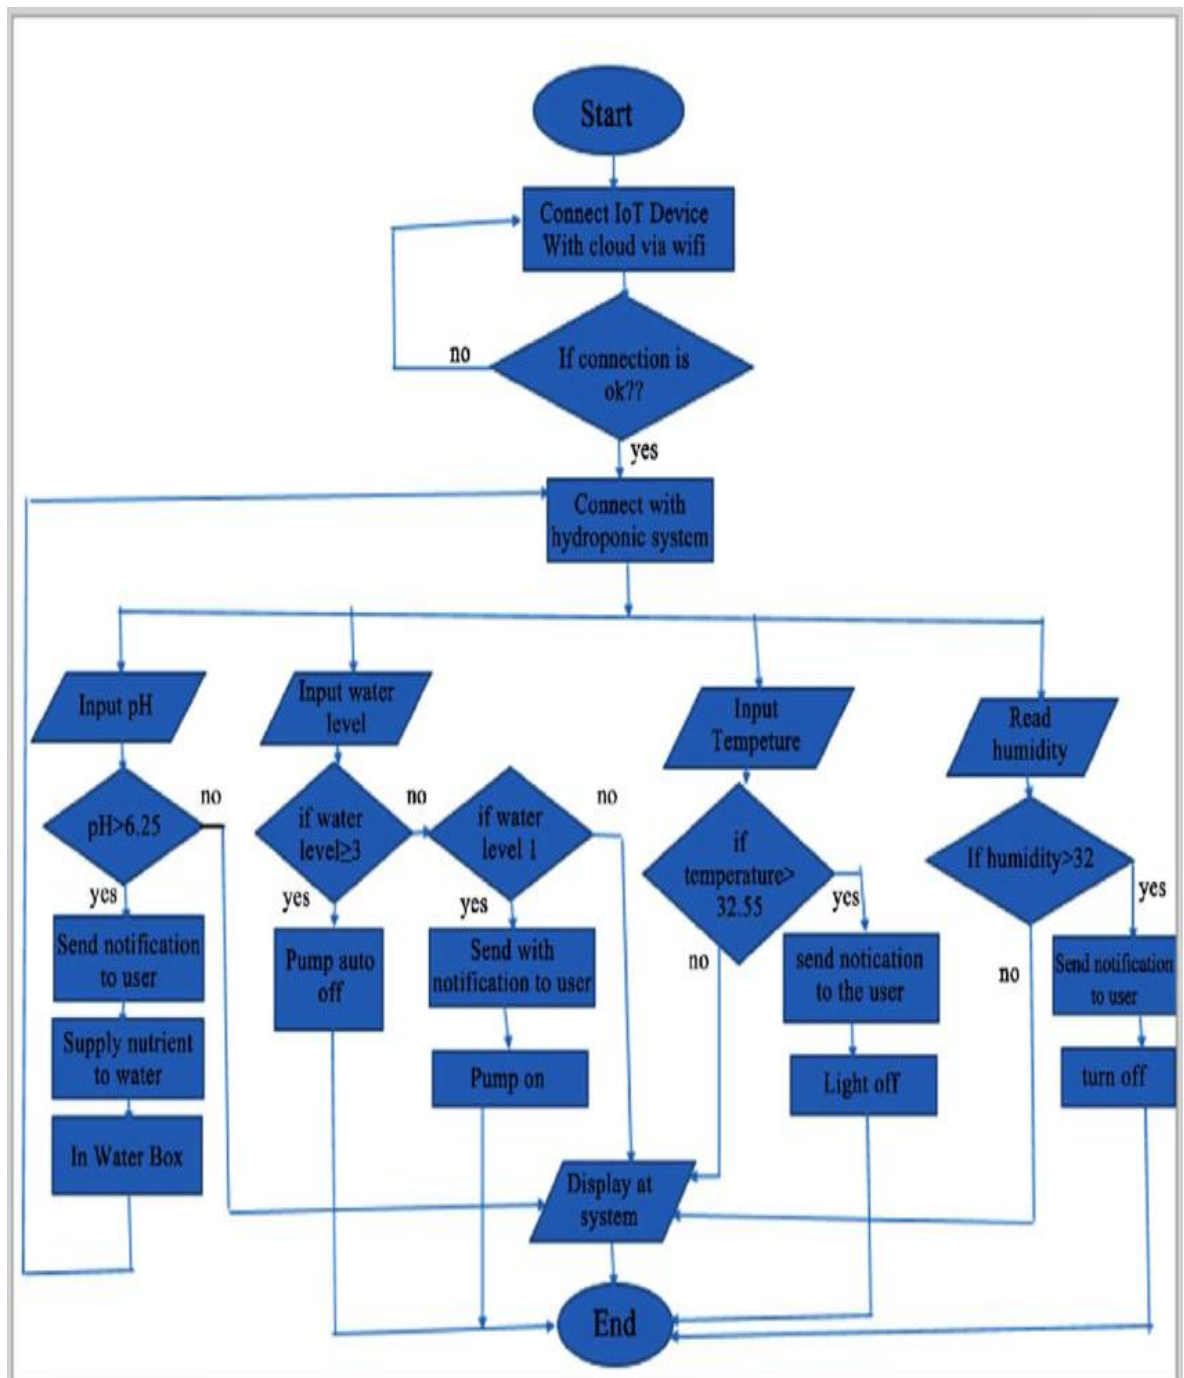 Start
Connect IoT Device
With cloud via wifi
If connection is
ok??
no
yes
Connect with
hydroponic system
Input pH
Input water
level
Input
Tempeture
Read
humidity
pH>6.25
no
yes
if water
level≥3
no
yes
if water
level 1
no
yes
if
temperature>
32.55
yes
no
If humidity>32
yes
no
Send notification
to user
Supply nutrient
to water
In Water Box
Pump auto
off
Send with
notification to user
Pump on
send notication
to the user
Light off
Send notification
to user
turn off
Display at
system
End